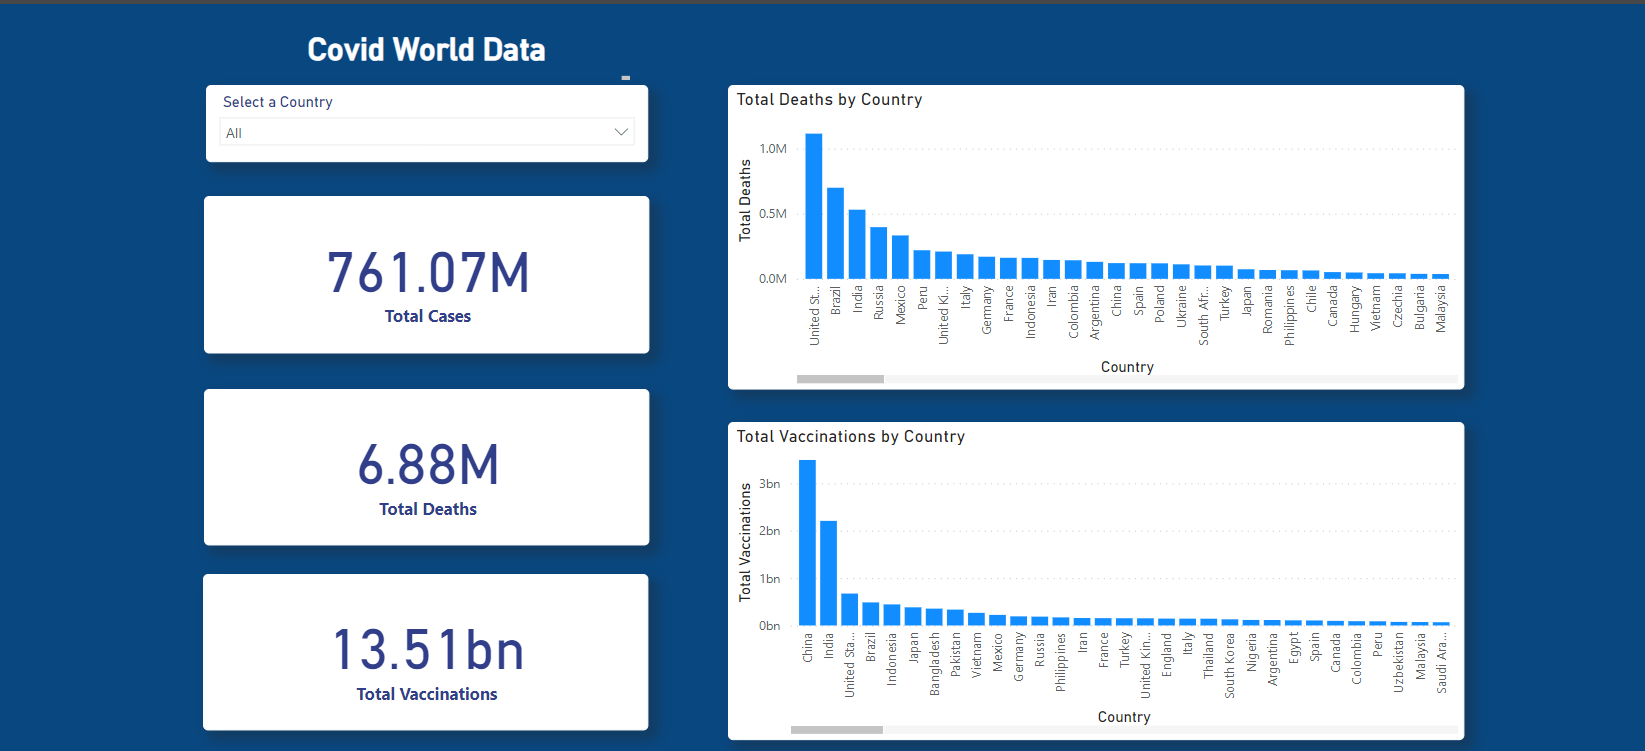 Covid World Data
Select a Country
All
761.07M
Total Cases
6.88M
Total Deaths
13.51bn
Total Vaccinations
Total Deaths by Country
Total Deaths
1.0M
0.5M
0.0M
United St...
Brazil
India
Russia
Mexico
Peru
United Ki...
Italy
Germany
France
Indonesia
Iran
Colombia
Argentina
China
Spain
Poland
Ukraine
South Afr...
Turkey
Japan
Romania
Philippines
Chile
Canada
Hungary
Vietnam
Czechia
Bulgaria
Malaysia
Country
Total Vaccinations by Country
Total Vaccinations
3bn
2bn
1bn
0bn
China
India
United Sta...
Brazil
Indonesia
Japan
Bangladesh
Pakistan
Vietnam
Mexico
Germany
Russia
Philippines
Iran
France
Turkey
United Kin...
England
Italy
Thailand
South Korea
Nigeria
Argentina
Egypt
Spain
Canada
Colombia
Peru
Uzbekistan
Malaysia
Saudi Ara...
Country